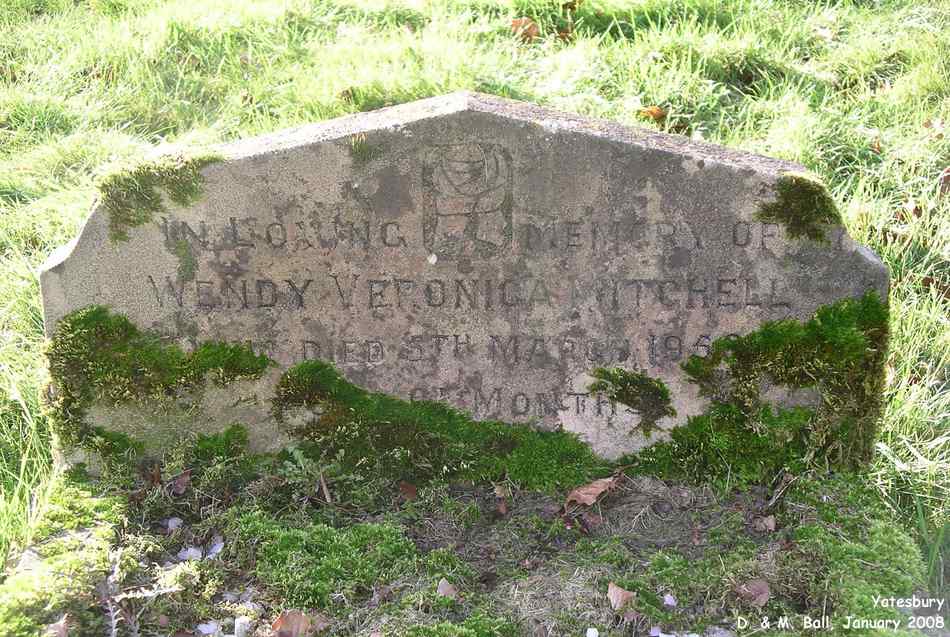 IN LOVING MEMORY OF
WENDY VERONICA MITCHELL
DIED 5TH MARCH
MONTHS
Yatesbury
D. & M. Ball, January 2008